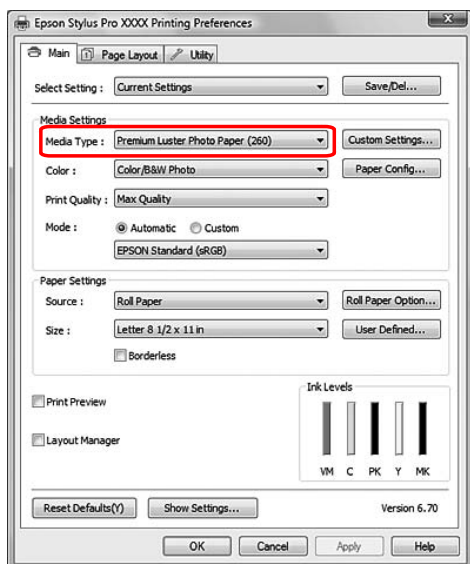 Epson Stylus Pro XXXX Printing Preferences
Main Page Layout Utility
Select Setting : Current Settings Save/Del...
Media Settings
Media Type : Premium Luster Photo Paper (260) Custom Settings...
Color : Color/B&W Photo Paper Config...
Print Quality : Max Quality
Mode : Automatic Custom
EPSON Standard (sRGB)
Paper Settings
Source : Roll Paper Roll Paper Option...
Size : Letter 8 1/2 x 11 in User Defined...
Borderless
Print Preview
Layout Manager
Ink Levels
VM C PK Y MK
Reset Defaults(Y) Show Settings... Version 6.70
OK Cancel Apply Help